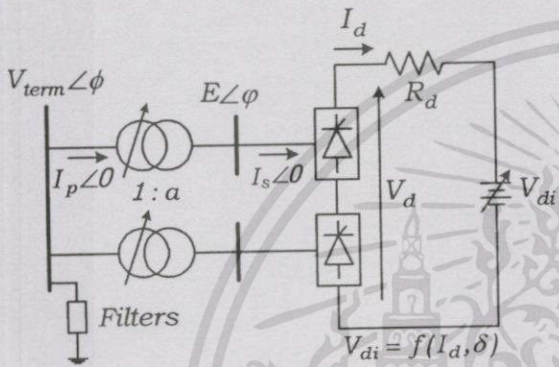 I_d
V_term∠ϕ
E∠φ
R_d
I_p∠0
I_s∠0
1 : a
V_d
V_di
Filters
V_di = f(I_d, δ)